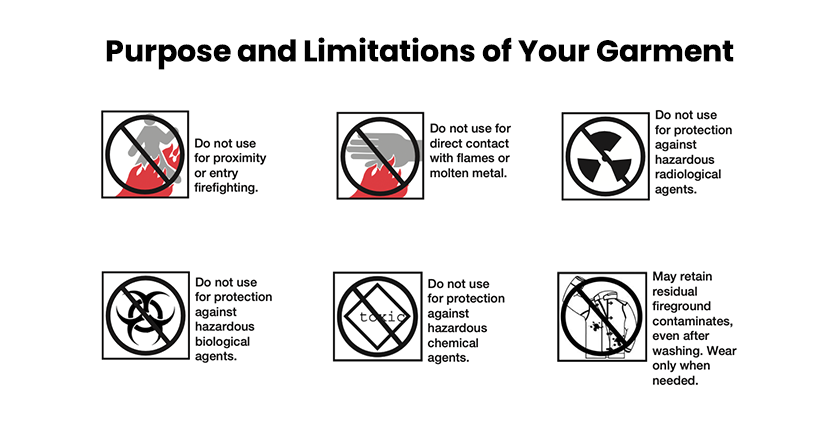 Purpose and Limitations of Your Garment
Do not use
for proximity
or entry
firefighting.
Do not use for
direct contact
with flames or
molten metal.
Do not use
for protection
against
hazardous
radiological
agents.
Do not use
for protection
against
hazardous
biological
agents.
toxic
Do not use
for protection
against
hazardous
chemical
agents.
May retain
residual
fireground
contaminates,
even after
washing. Wear
only when
needed.